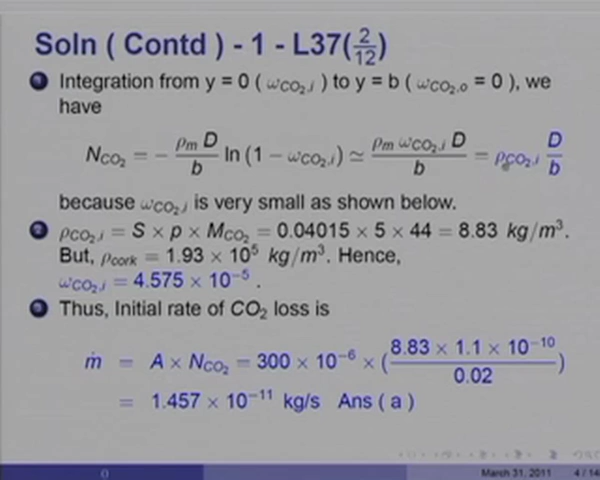 Soln ( Contd ) - 1 - L37(2/12)
Integration from y = 0 ( ω_CO₂,i ) to y = b ( ω_CO₂,o = 0 ), we
have
N_CO₂ = − ρ_m D / b ln (1 − ω_CO₂,i) ≃ ρ_m ω_CO₂,i D / b = ρ_CO₂,i D / b
because ω_CO₂,i is very small as shown below.
ρ_CO₂,i = S × p × M_CO₂ = 0.04015 × 5 × 44 = 8.83 kg/m³.
But, ρ_cork = 1.93 × 10⁵ kg/m³. Hence,
ω_CO₂,i = 4.575 × 10⁻⁵ .
Thus, Initial rate of CO₂ loss is
ṁ = A × N_CO₂ = 300 × 10⁻⁶ × ( 8.83 × 1.1 × 10⁻¹⁰ / 0.02 )
= 1.457 × 10⁻¹¹ kg/s Ans ( a )
() March 31, 2011 4 / 14